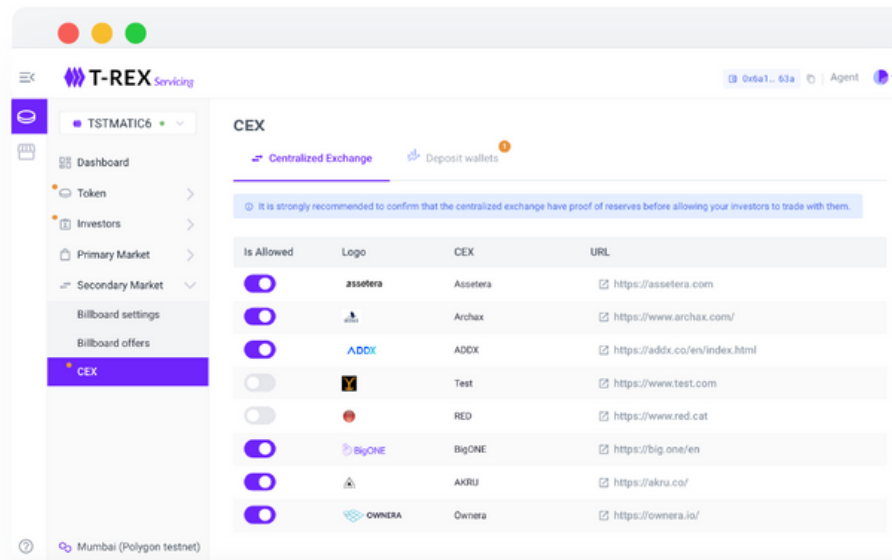 T-REX Servicing
0x6a1... 63a
Agent
TSTMATIC6
Dashboard
Token
Investors
Primary Market
Secondary Market
Billboard settings
Billboard offers
CEX
Mumbai (Polygon testnet)
CEX
Centralized Exchange
Deposit wallets 1
It is strongly recommended to confirm that the centralized exchange have proof of reserves before allowing your investors to trade with them.
Is Allowed Logo CEX URL
assetera Assetera https://assetera.com
Archax https://www.archax.com/
ADDX ADDX https://addx.co/en/index.html
Test https://www.test.com
RED https://www.red.cat
BigONE BigONE https://big.one/en
AKRU https://akru.co/
OWNERA Ownera https://ownera.io/